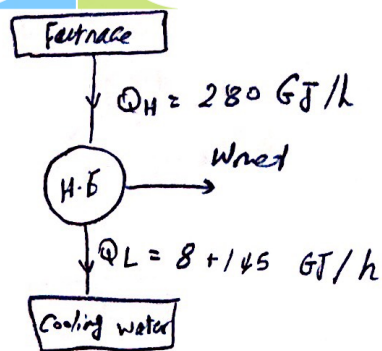 Furnace
QH = 280 GJ/h
H.E
Wnet
QL = 8 + 145 GJ/h
Cooling water